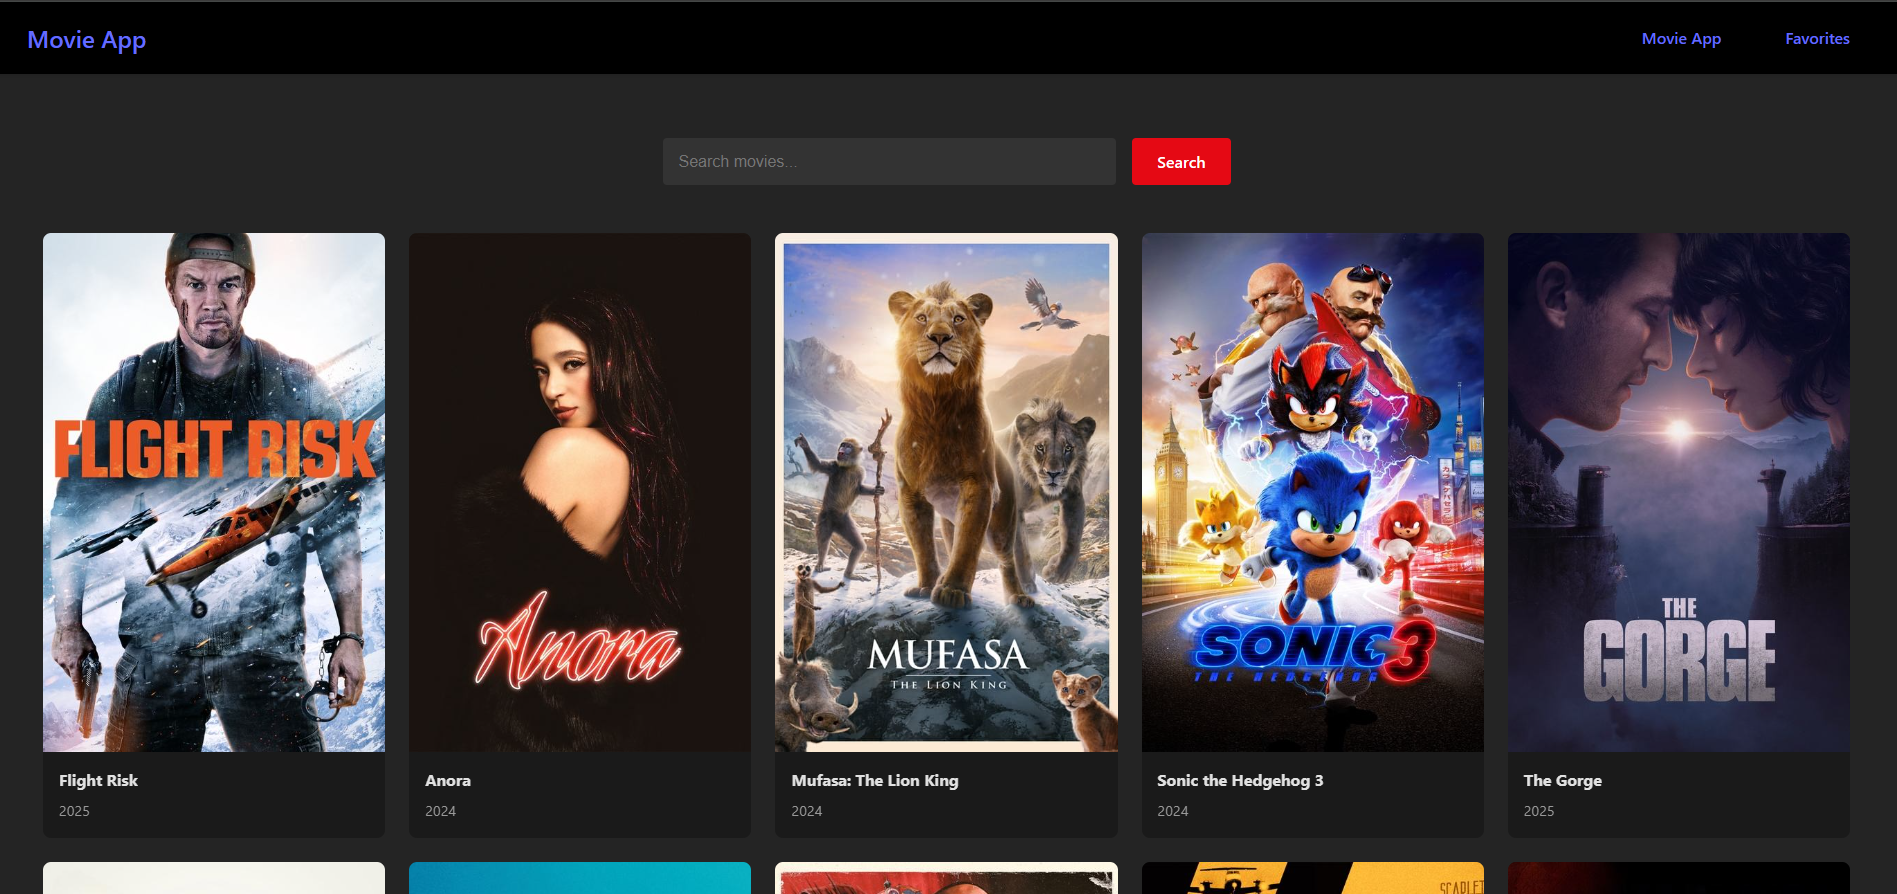 Movie App
Movie App
Favorites
Search movies...
Search
FLIGHT RISK
Anora
MUFASA
THE LION KING
SONIC 3
THE HEDGEHOG
THE
GORGE
Flight Risk
2025
Anora
2024
Mufasa: The Lion King
2024
Sonic the Hedgehog 3
2024
The Gorge
2025
SCARLET